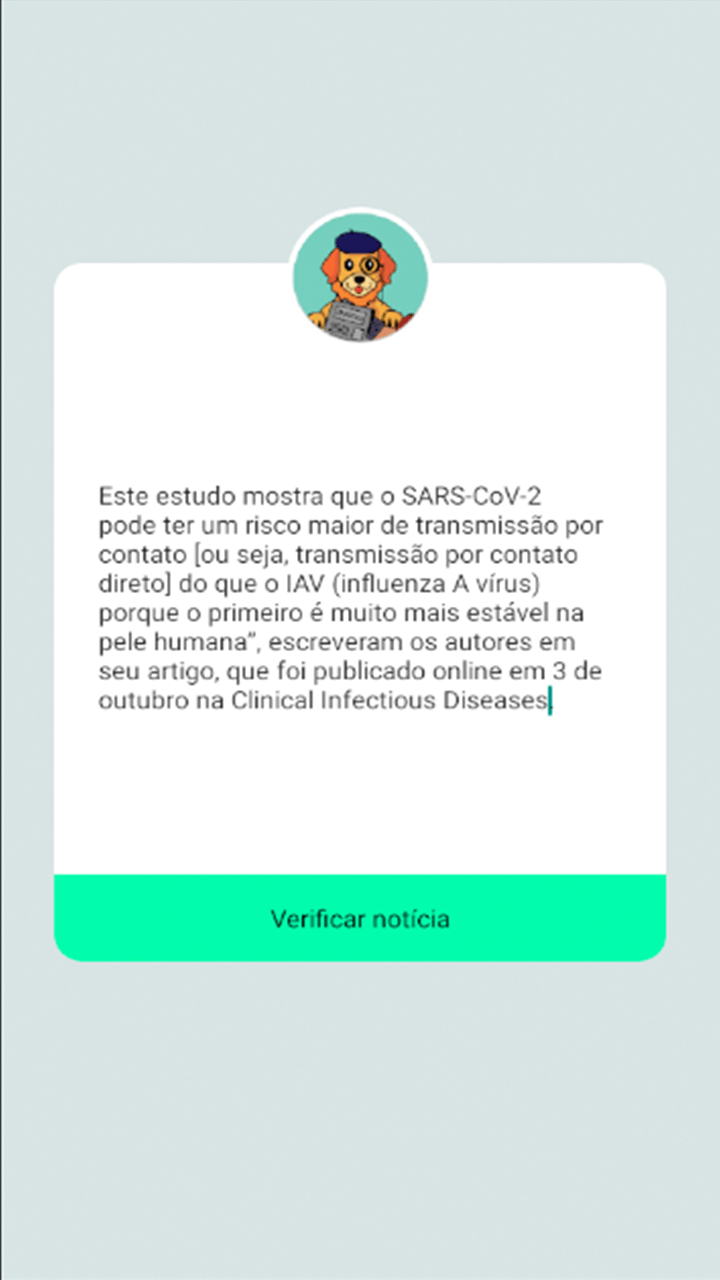 Este estudo mostra que o SARS-CoV-2
pode ter um risco maior de transmissão por
contato [ou seja, transmissão por contato
direto] do que o IAV (influenza A vírus)
porque o primeiro é muito mais estável na
pele humana”, escreveram os autores em
seu artigo, que foi publicado online em 3 de
outubro na Clinical Infectious Diseases.
Verificar notícia